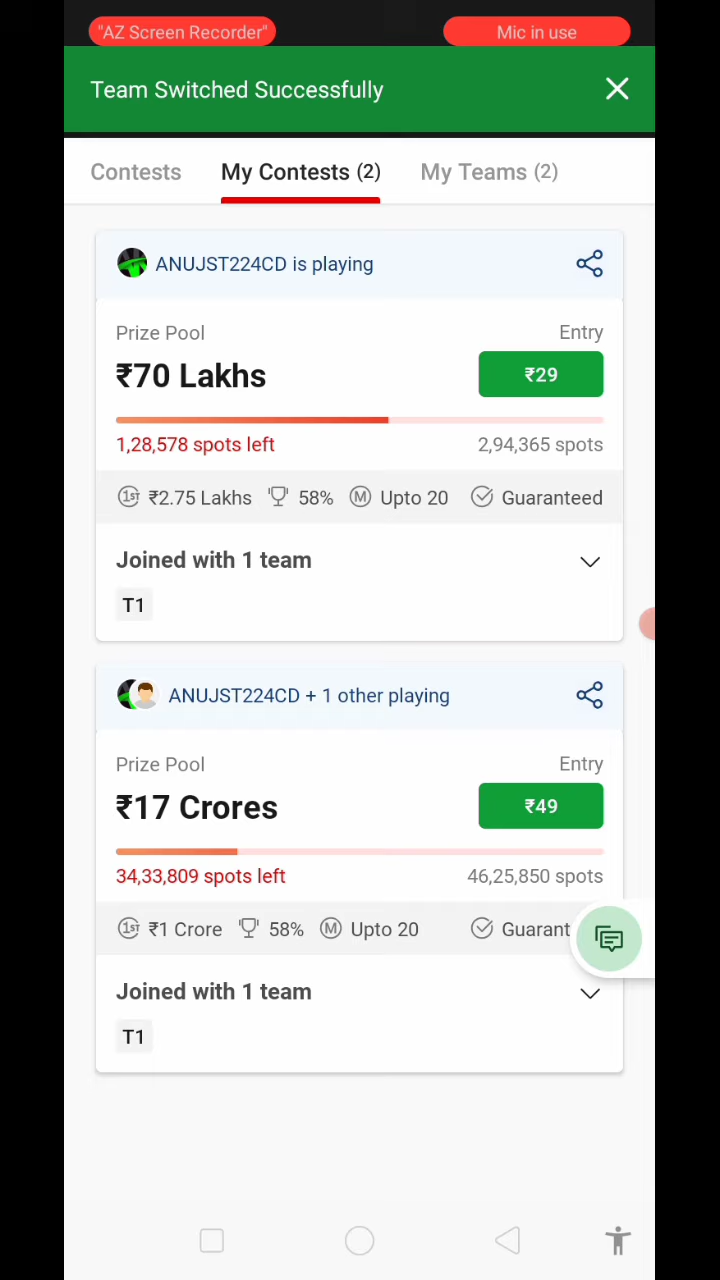 "AZ Screen Recorder" Mic in use
Team Switched Successfully
Contests My Contests (2) My Teams (2)
ANUJST224CD is playing
Prize Pool Entry
₹70 Lakhs ₹29
1,28,578 spots left 2,94,365 spots
1ST ₹2.75 Lakhs 58% M Upto 20 Guaranteed
Joined with 1 team
T1
ANUJST224CD + 1 other playing
Prize Pool Entry
₹17 Crores ₹49
34,33,809 spots left 46,25,850 spots
1ST ₹1 Crore 58% M Upto 20 Guarant
Joined with 1 team
T1